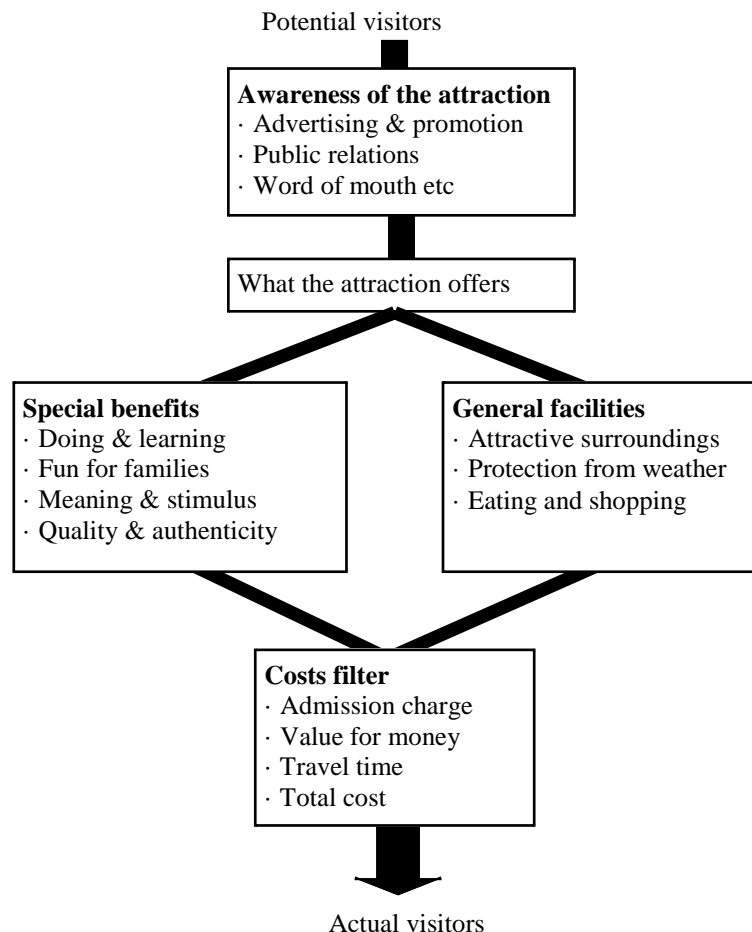 Potential visitors
Awareness of the attraction
· Advertising & promotion
· Public relations
· Word of mouth etc
What the attraction offers
Special benefits
· Doing & learning
· Fun for families
· Meaning & stimulus
· Quality & authenticity
General facilities
· Attractive surroundings
· Protection from weather
· Eating and shopping
Costs filter
· Admission charge
· Value for money
· Travel time
· Total cost
Actual visitors